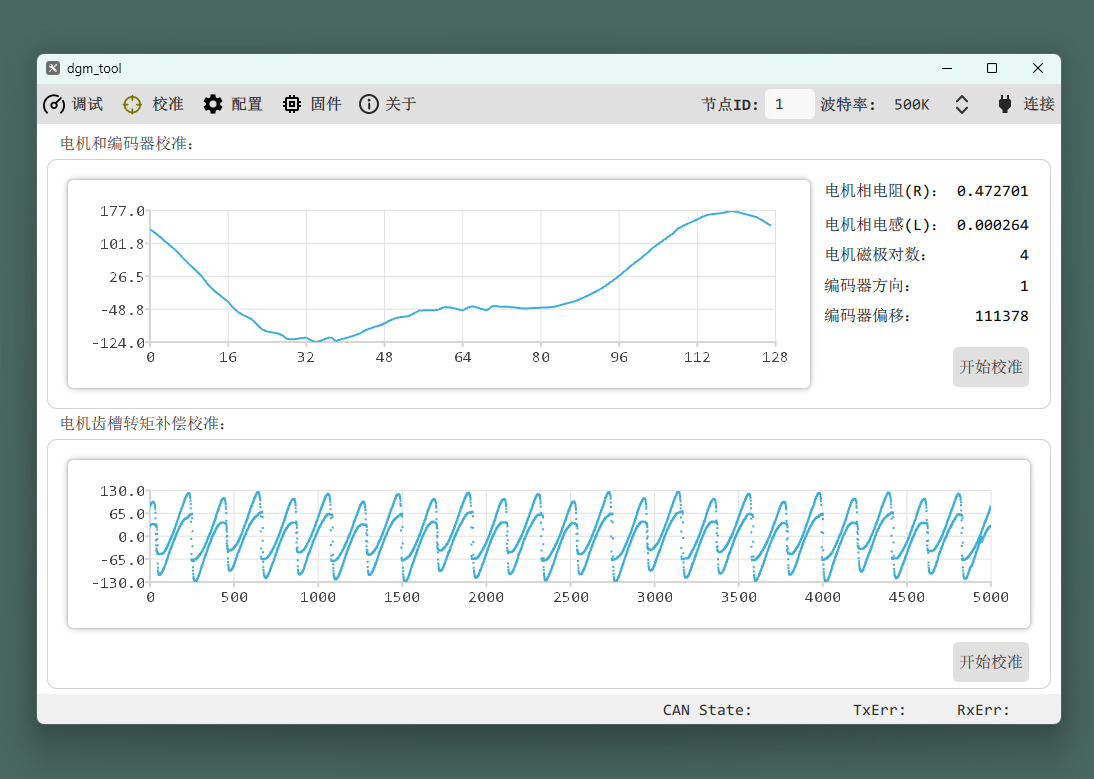 dgm_tool
调试 校准 配置 固件 关于 节点ID: 1 波特率: 500K 连接
电机和编码器校准:
177.0
101.8
26.5
-48.8
-124.0
0 16 32 48 64 80 96 112 128
电机相电阻(R): 0.472701
电机相电感(L): 0.000264
电机磁极对数: 4
编码器方向: 1
编码器偏移: 111378
开始校准
电机齿槽转矩补偿校准:
130.0
65.0
0.0
-65.0
-130.0
0 500 1000 1500 2000 2500 3000 3500 4000 4500 5000
开始校准
CAN State: TxErr: RxErr: